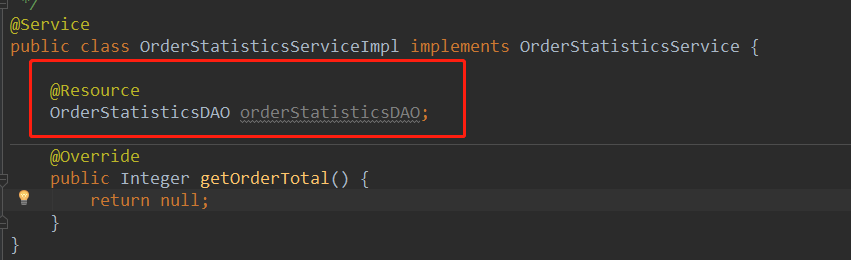 */
@Service
public class OrderStatisticsServiceImpl implements OrderStatisticsService {
@Resource
OrderStatisticsDAO orderStatisticsDAO;
@Override
public Integer getOrderTotal() {
return null;
}
}